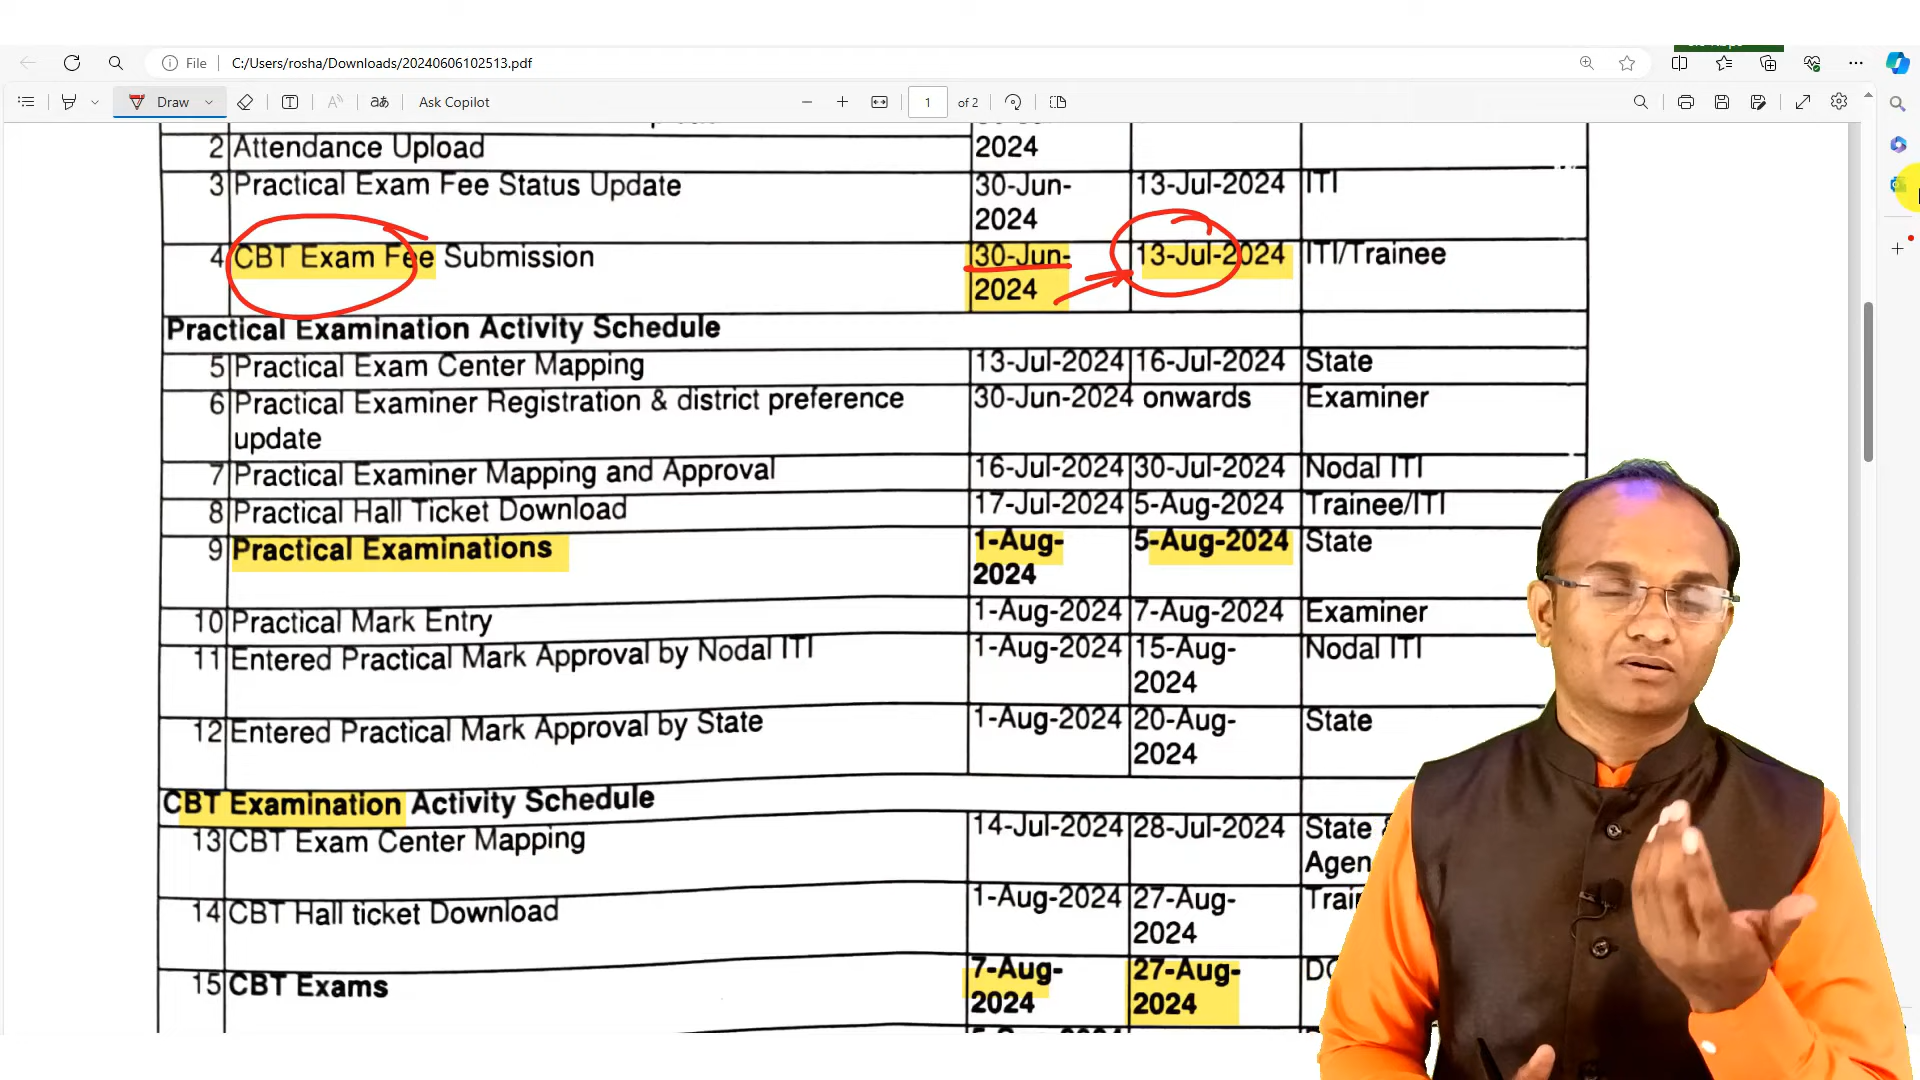 File C:/Users/rosha/Downloads/20240606102513.pdf
Draw Ask Copilot 1 of 2
2 Attendance Upload 2024
3 Practical Exam Fee Status Update 30-Jun-2024 13-Jul-2024 ITI
4 CBT Exam Fee Submission 30-Jun-2024 13-Jul-2024 ITI/Trainee
Practical Examination Activity Schedule
5 Practical Exam Center Mapping 13-Jul-2024 16-Jul-2024 State
6 Practical Examiner Registration & district preference update 30-Jun-2024 onwards Examiner
7 Practical Examiner Mapping and Approval 16-Jul-2024 30-Jul-2024 Nodal ITI
8 Practical Hall Ticket Download 17-Jul-2024 5-Aug-2024 Trainee/ITI
9 Practical Examinations 1-Aug-2024 5-Aug-2024 State
10 Practical Mark Entry 1-Aug-2024 7-Aug-2024 Examiner
11 Entered Practical Mark Approval by Nodal ITI 1-Aug-2024 15-Aug-2024 Nodal ITI
12 Entered Practical Mark Approval by State 1-Aug-2024 20-Aug-2024 State
CBT Examination Activity Schedule
13 CBT Exam Center Mapping 14-Jul-2024 28-Jul-2024 State
14 CBT Hall ticket Download 1-Aug-2024 27-Aug-2024
15 CBT Exams 7-Aug-2024 27-Aug-2024